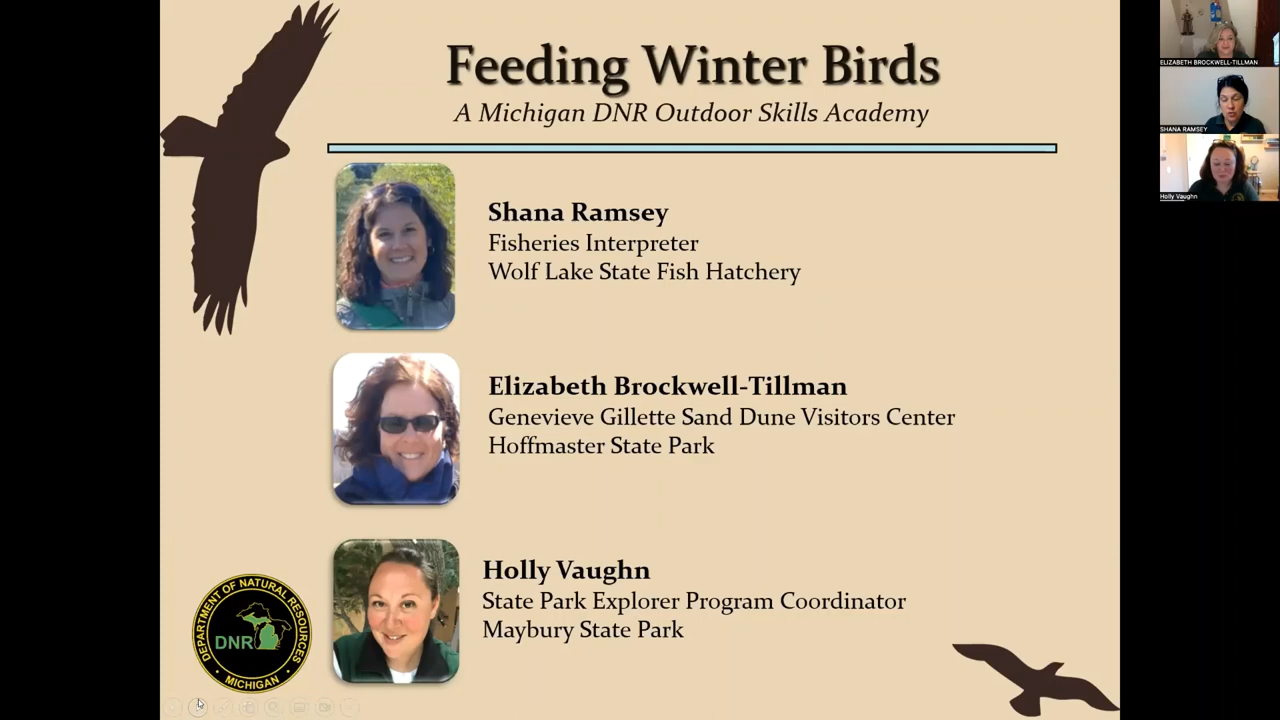 Feeding Winter Birds
A Michigan DNR Outdoor Skills Academy
Shana Ramsey
Fisheries Interpreter
Wolf Lake State Fish Hatchery
Elizabeth Brockwell-Tillman
Genevieve Gillette Sand Dune Visitors Center
Hoffmaster State Park
Holly Vaughn
State Park Explorer Program Coordinator
Maybury State Park
DEPARTMENT OF NATURAL RESOURCES
DNR
MICHIGAN
ELIZABETH BROCKWELL-TILLMAN
SHANA RAMSEY
Holly Vaughn